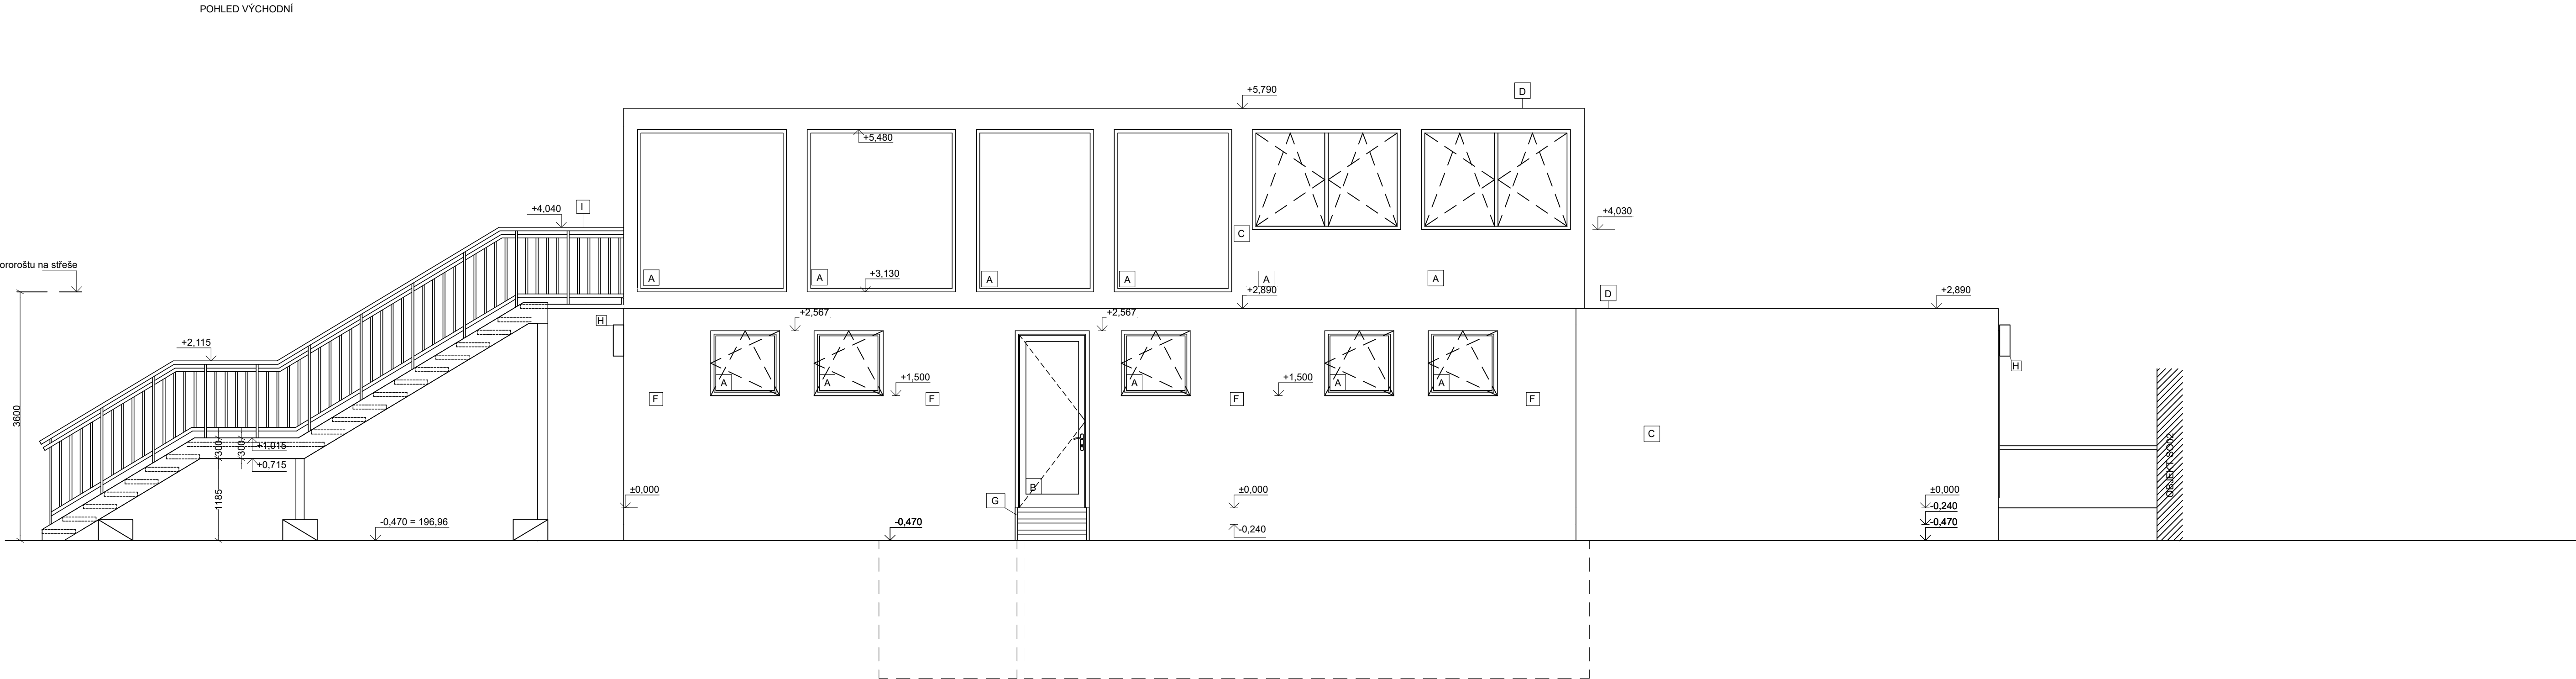 POHLED VÝCHODNÍ
+5,790
D
+5,480
+4,040
I
+4,030
C
ororoštu na střeše
A
A
A
A
A
A
+3,130
+2,890
D
+2,890
H
+2,567
+2,567
+2,115
H
A
A
A
A
A
+1,500
+1,500
F
F
F
F
3600
C
300
300
+1,015
+0,715
OBJEKT SO02
1185
B
±0,000
G
±0,000
±0,000
-0,240
-0,470 = 196,96
-0,470
-0,240
-0,470